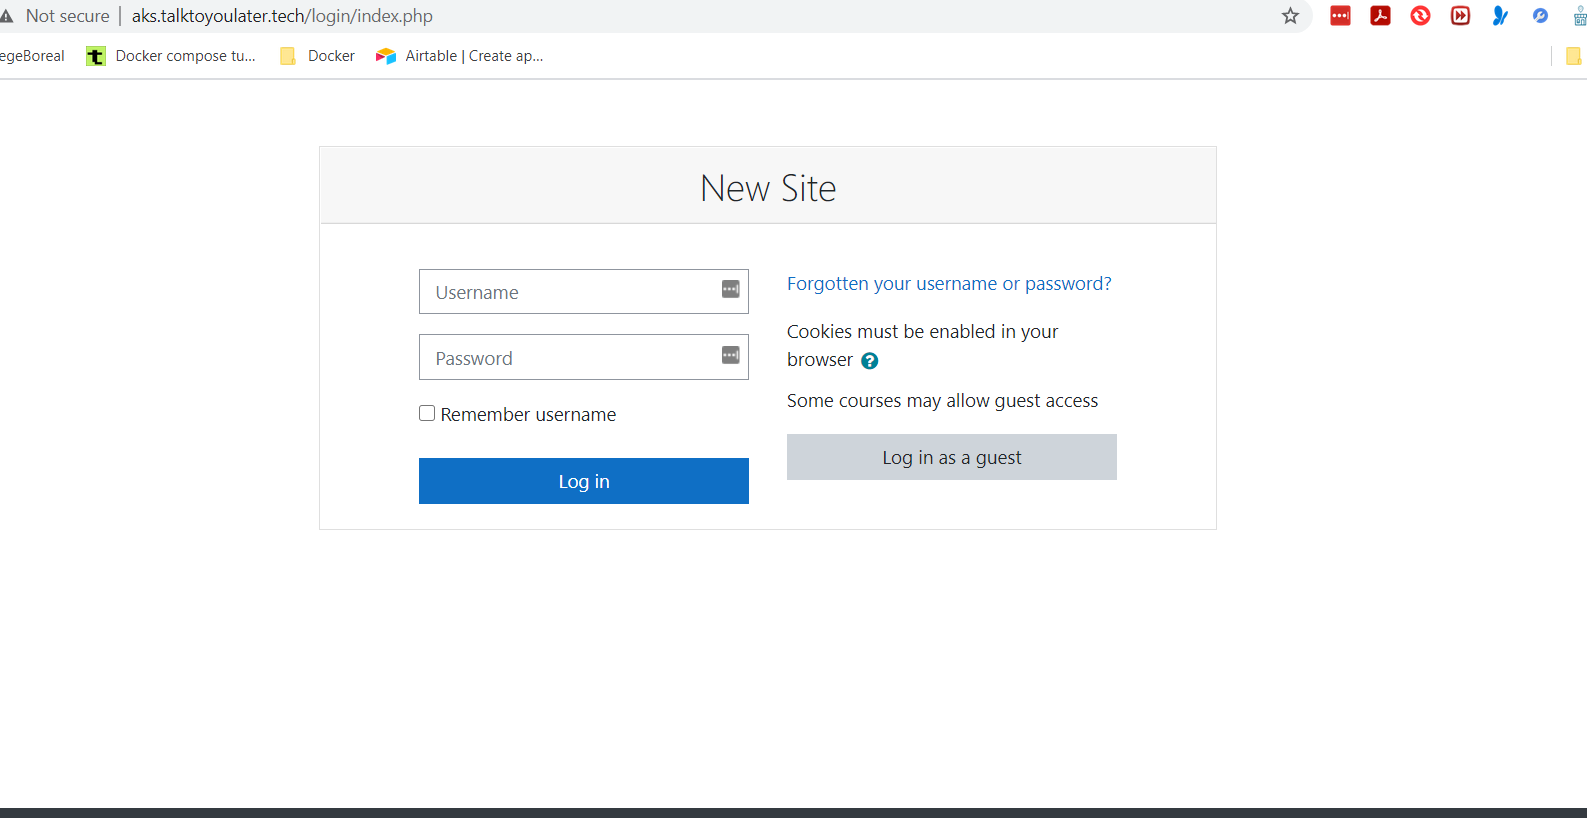 Not secure | aks.talktoyoulater.tech/login/index.php
egeBoreal Docker compose tu... Docker Airtable | Create ap...
New Site
Username
Password
Remember username
Log in
Forgotten your username or password?
Cookies must be enabled in your
browser ?
Some courses may allow guest access
Log in as a guest